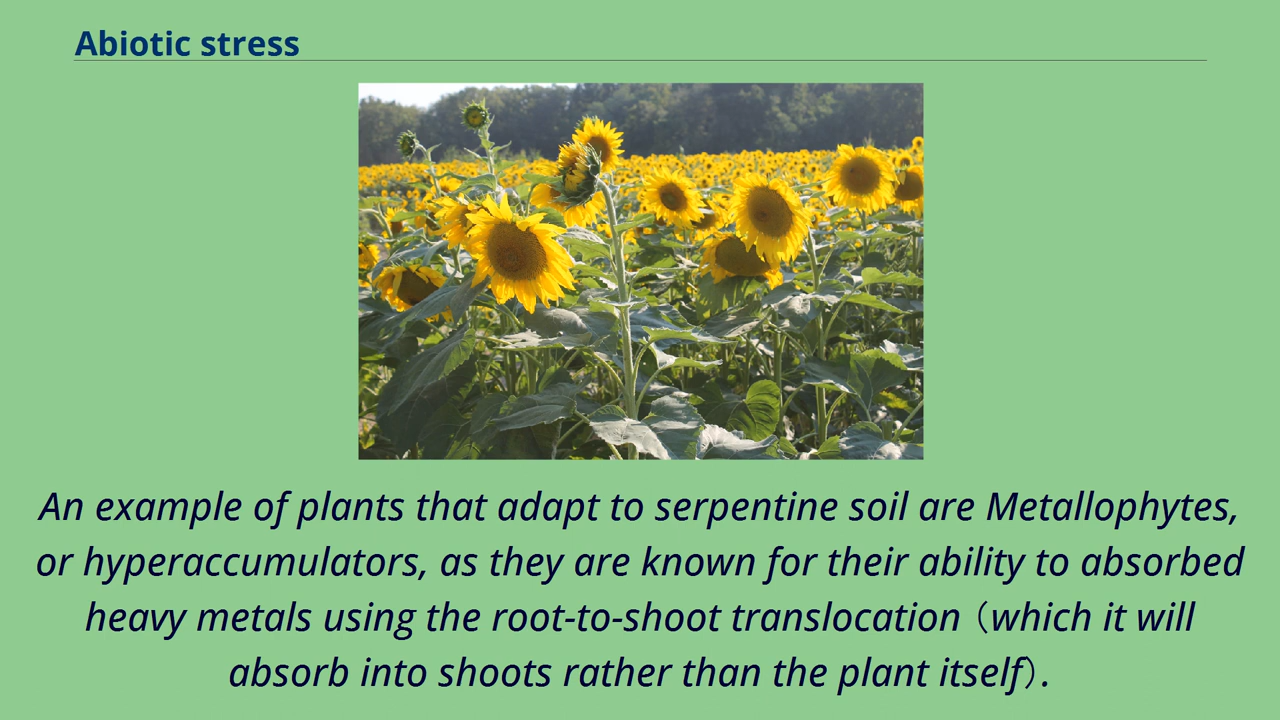 Abiotic stress
An example of plants that adapt to serpentine soil are Metallophytes,
or hyperaccumulators, as they are known for their ability to absorbed
heavy metals using the root-to-shoot translocation（which it will
absorb into shoots rather than the plant itself）.